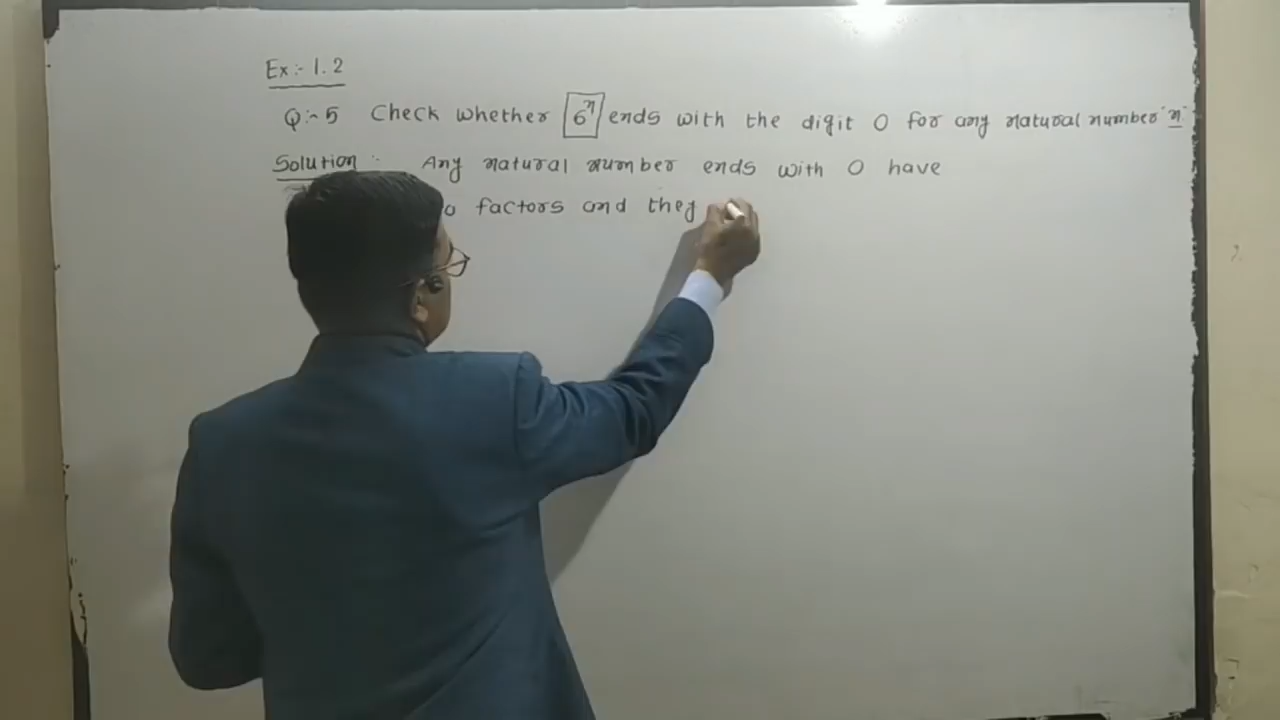 Ex:- 1.2
Q:- 5 Check whether 6ⁿ ends with the digit 0 for any natural number 'n'.
Solution :- Any natural number ends with 0 have
factors and they